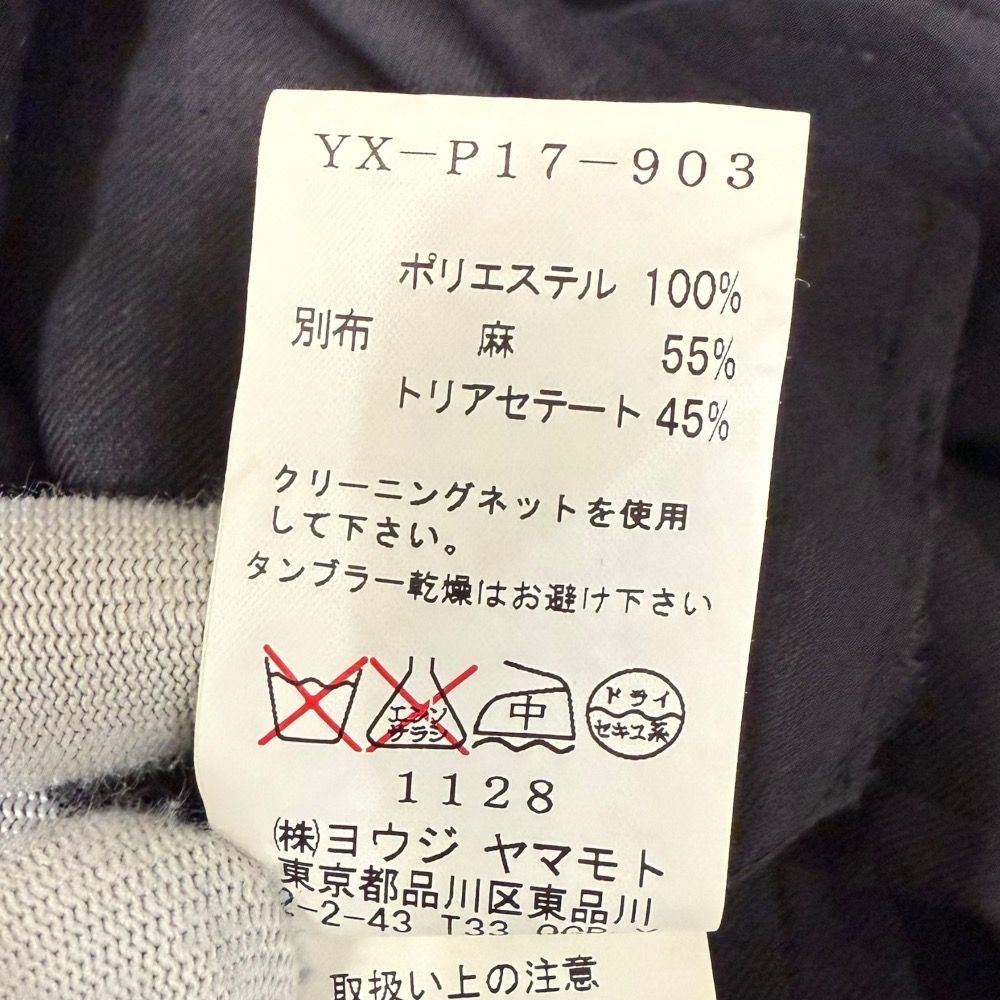 YX-P17-903
ポリエステル 100%
別布 麻 55%
トリアセテート 45%
クリーニングネットを使用
して下さい。
タンブラー乾燥はお避け下さい
エンソ
サラシ
中
ドライ
セキユ系
1128
㈱ヨウジ ヤマモト
東京都品川区東品川
2-2-43 T33
取扱い上の注意